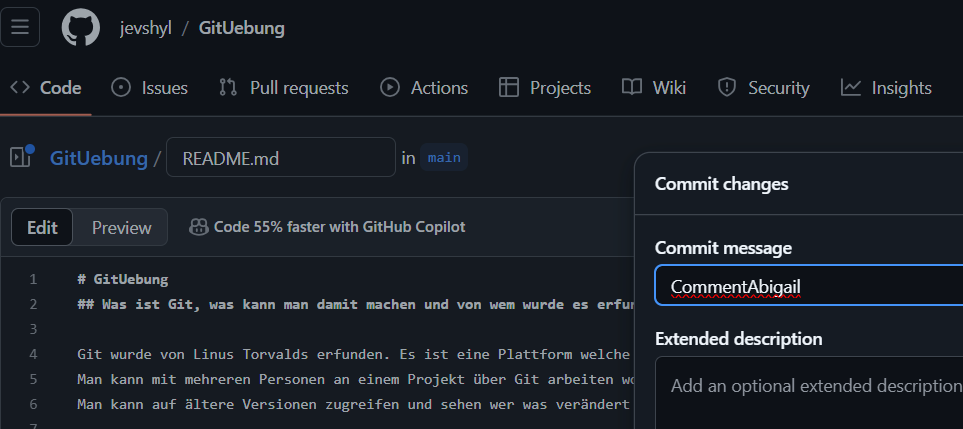 jevshyl / GitUebung
Code Issues Pull requests Actions Projects Wiki Security Insights
GitUebung / README.md in main
Edit Preview Code 55% faster with GitHub Copilot
1 # GitUebung
2 ## Was ist Git, was kann man damit machen und von wem wurde es
3
4 Git wurde von Linus Torvalds erfunden. Es ist eine Plattform welche
5 Man kann mit mehreren Personen an einem Projekt über Git arbeiten
6 Man kann auf ältere Versionen zugreifen und sehen wer was verändert
Commit changes
Commit message
CommentAbigail
Extended description
Add an optional extended description